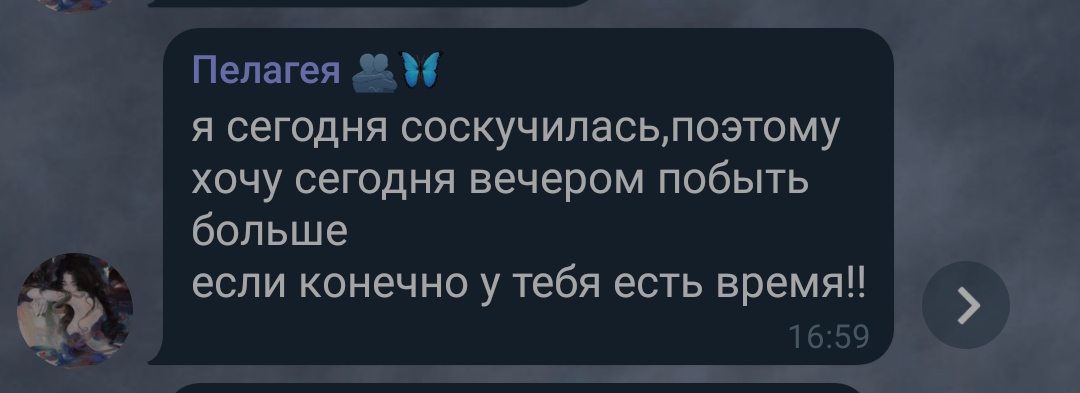 Пелагея 🫂🦋
я сегодня соскучилась,поэтому
хочу сегодня вечером побыть
больше
если конечно у тебя есть время!!
16:59